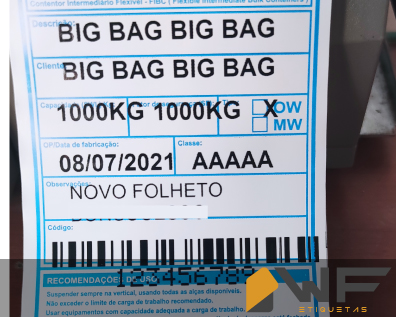 Contentor Intermediário Flexível - FIBC ( Flexible Intermediate Bulk Containers )
Descrição:
BIG BAG BIG BAG
Cliente
BIG BAG BIG BAG
1000KG 1000KG X OW
MW
OP/Data de fabricação: Classe:
08/07/2021 AAAAA
Observações
NOVO FOLHETO
Código:
123456789
RECOMENDAÇÕES DO USO
Suspender sempre na vertical, usando todas as alças disponíveis.
Não exceder o limite de carga de trabalho recomendado.
Usar equipamentos com capacidade adequada e carga de trabalho.
WF
ETIQUETAS